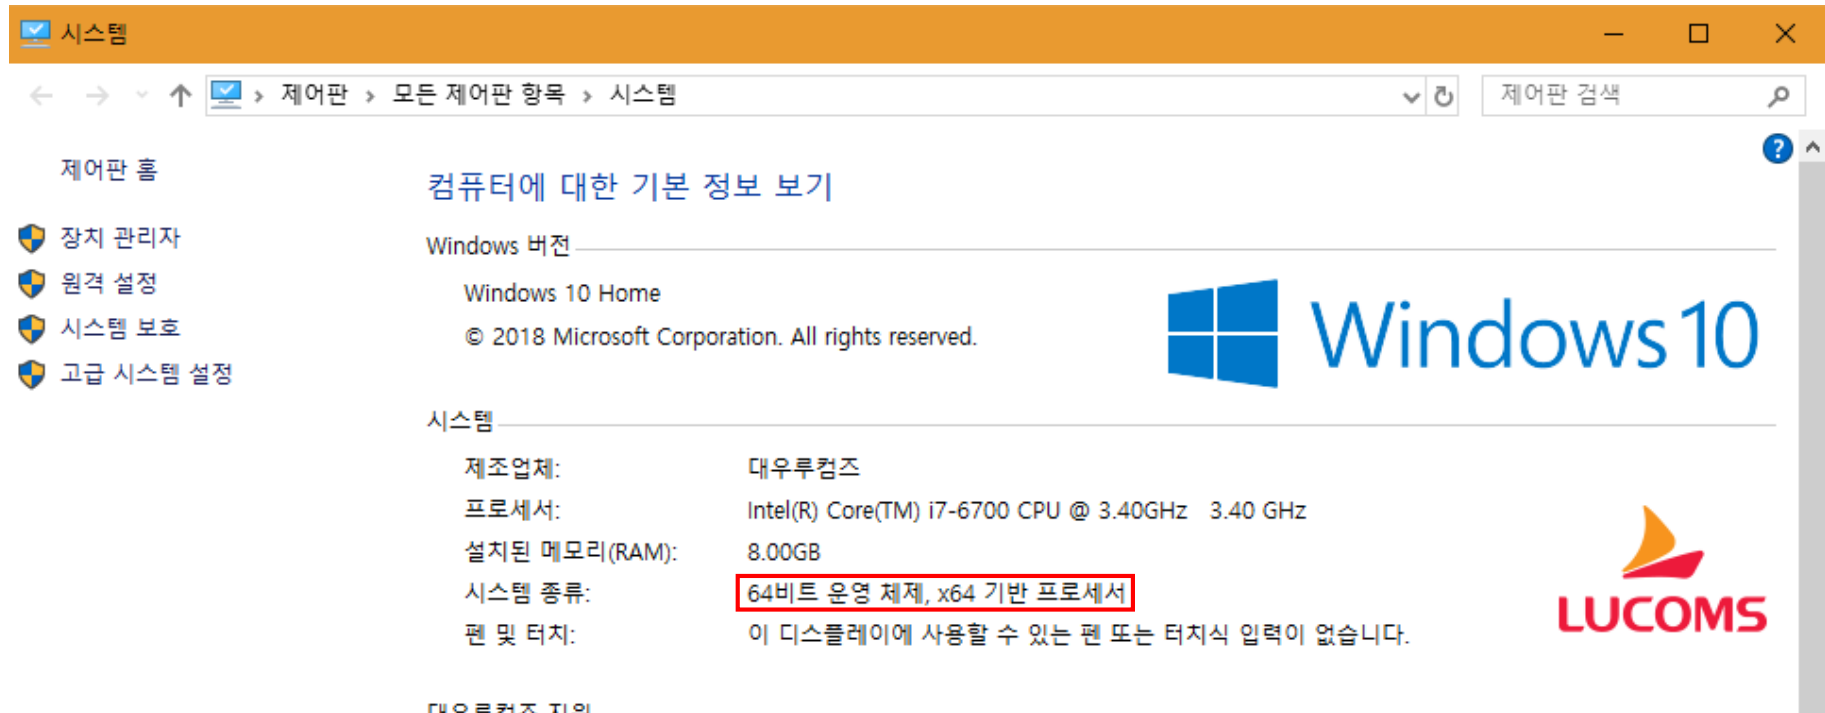 시스템
제어판 › 모든 제어판 항목 › 시스템
제어판 검색
제어판 홈
장치 관리자
원격 설정
시스템 보호
고급 시스템 설정
?
컴퓨터에 대한 기본 정보 보기
Windows 버전
Windows 10 Home
© 2018 Microsoft Corporation. All rights reserved.
Windows 10
시스템
제조업체: 대우루컴즈
프로세서: Intel(R) Core(TM) i7-6700 CPU @ 3.40GHz 3.40 GHz
설치된 메모리(RAM): 8.00GB
시스템 종류: 64비트 운영 체제, x64 기반 프로세서
펜 및 터치: 이 디스플레이에 사용할 수 있는 펜 또는 터치식 입력이 없습니다.
LUCOMS
대우루컴즈 지원